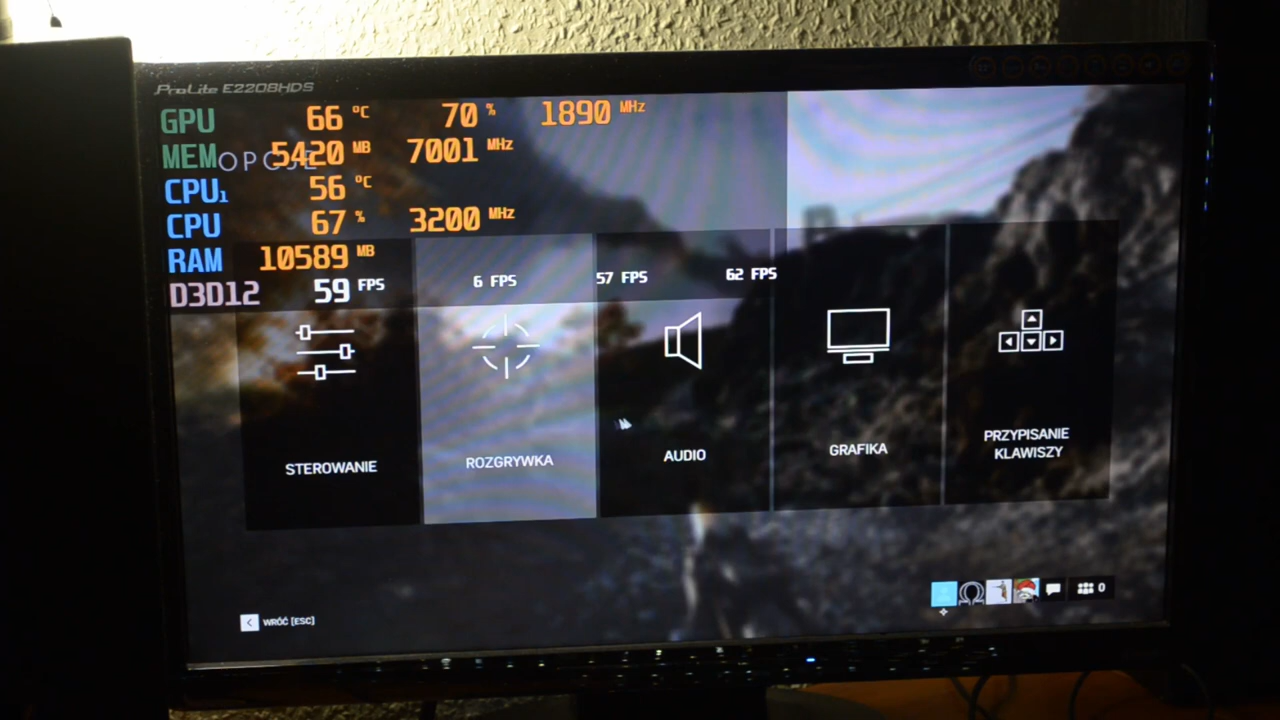 ProLite E2208HDS
GPU 66 °C 70 % 1890 MHz
MEM 5420 MB 7001 MHz
OPCJE
CPU1 56 °C
CPU 67 % 3200 MHz
RAM 10589 MB
D3D12 59 FPS 6 FPS 57 FPS 62 FPS
STEROWANIE
ROZGRYWKA
AUDIO
GRAFIKA
PRZYPISANIE
KLAWISZY
0
WRÓĆ [ESC]